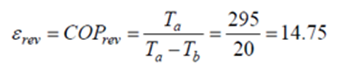 ε_rev = COP_rev = T_a / (T_a − T_b) = 295 / 20 = 14.75